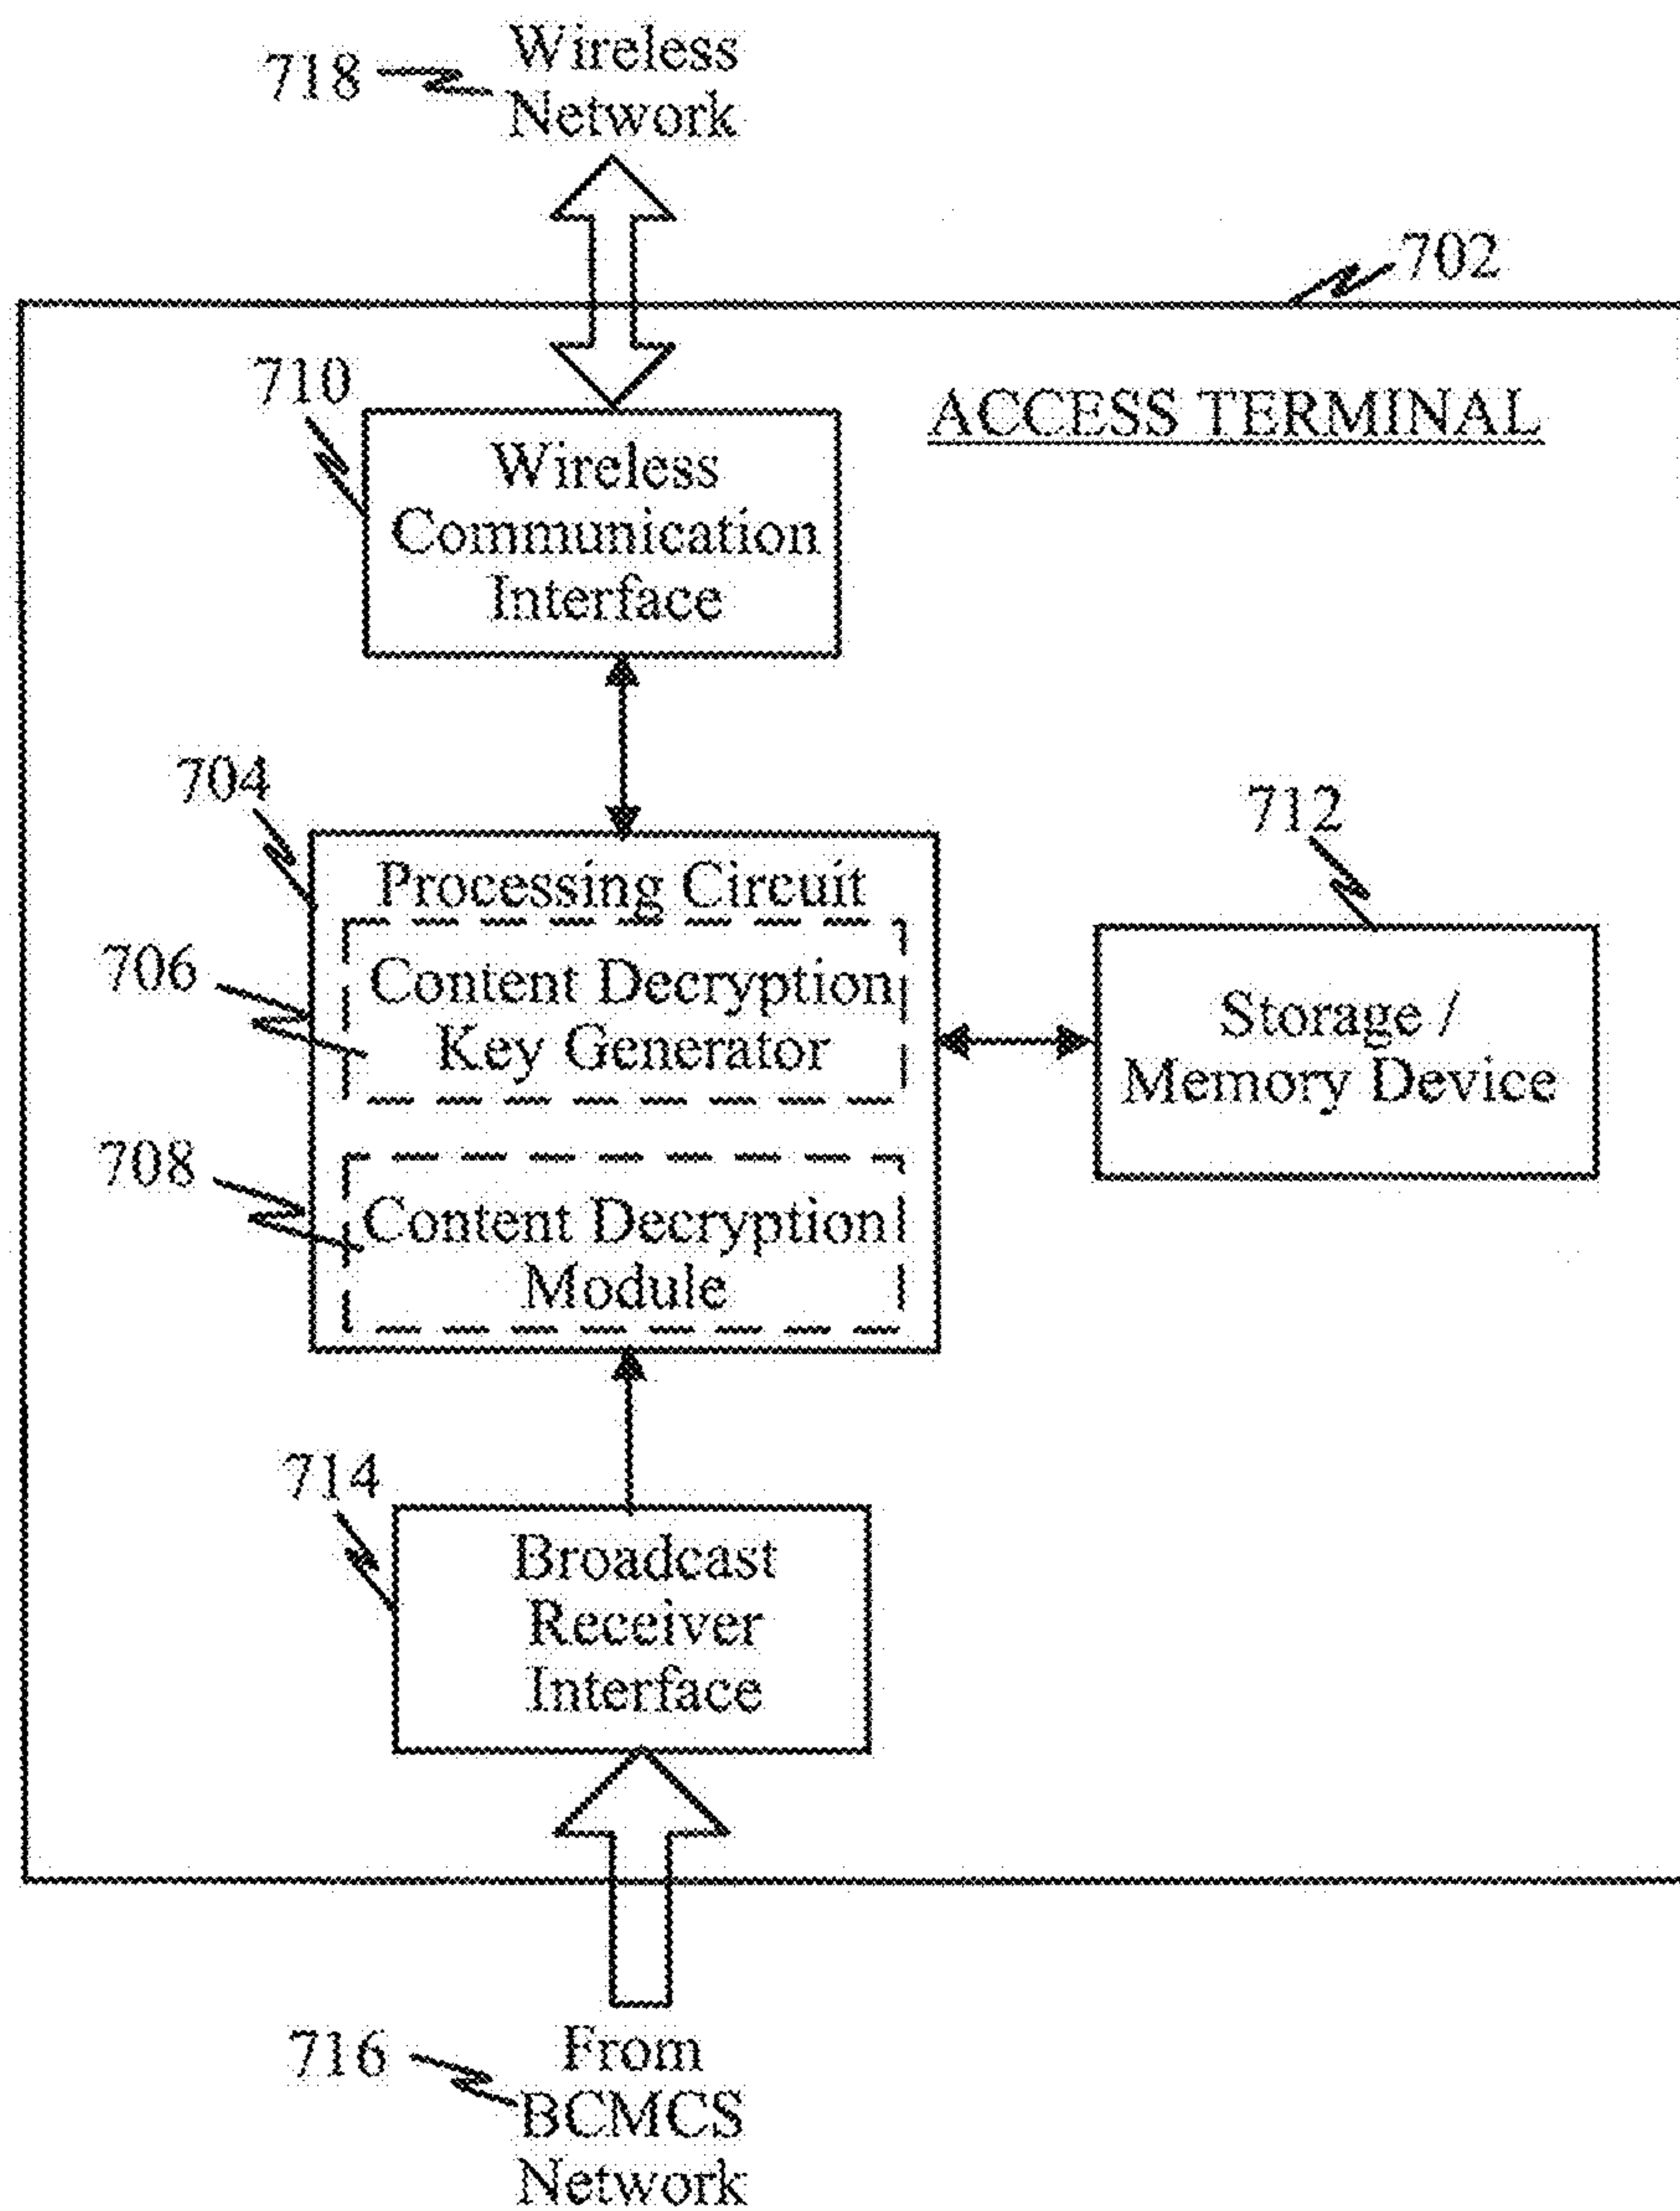 718
Wireless
Network
702
710
ACCESS TERMINAL
Wireless
Communication
Interface
704
712
Processing Circuit
706
Content Decryption
Key Generator
Storage /
Memory Device
708
Content Decryption
Module
714
Broadcast
Receiver
Interface
716
From
BCMCS
Network